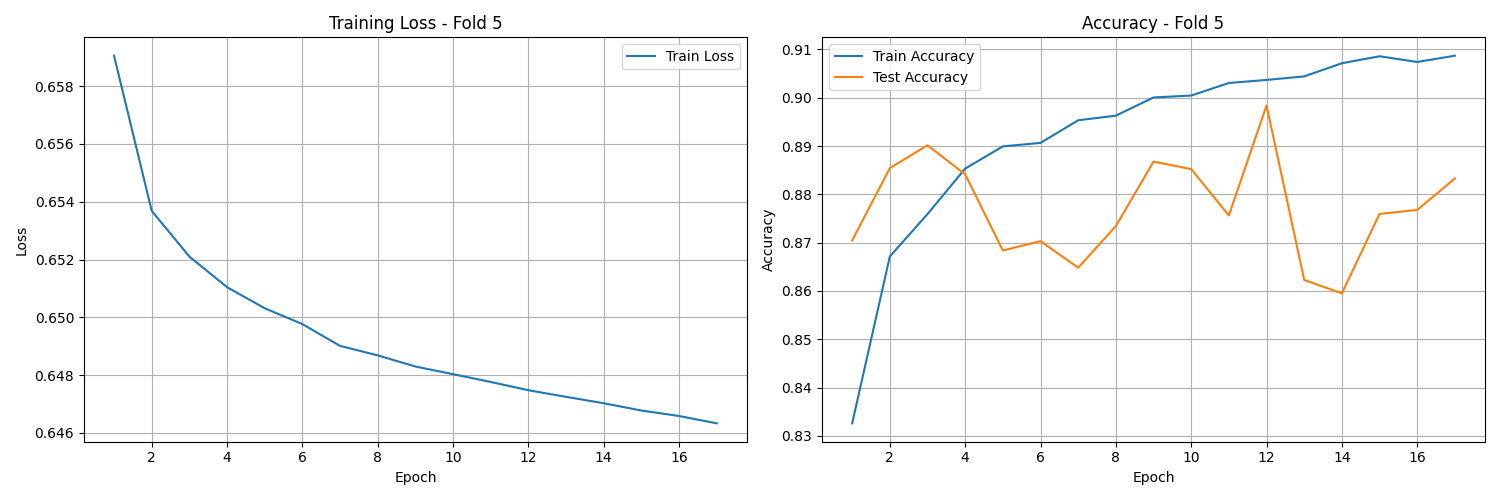 Training Loss - Fold 5
Train Loss
0.658
0.656
0.654
0.652
0.650
0.648
0.646
Loss
2 4 6 8 10 12 14 16
Epoch
Accuracy - Fold 5
Train Accuracy
Test Accuracy
0.91
0.90
0.89
0.88
0.87
0.86
0.85
0.84
0.83
Accuracy
2 4 6 8 10 12 14 16
Epoch